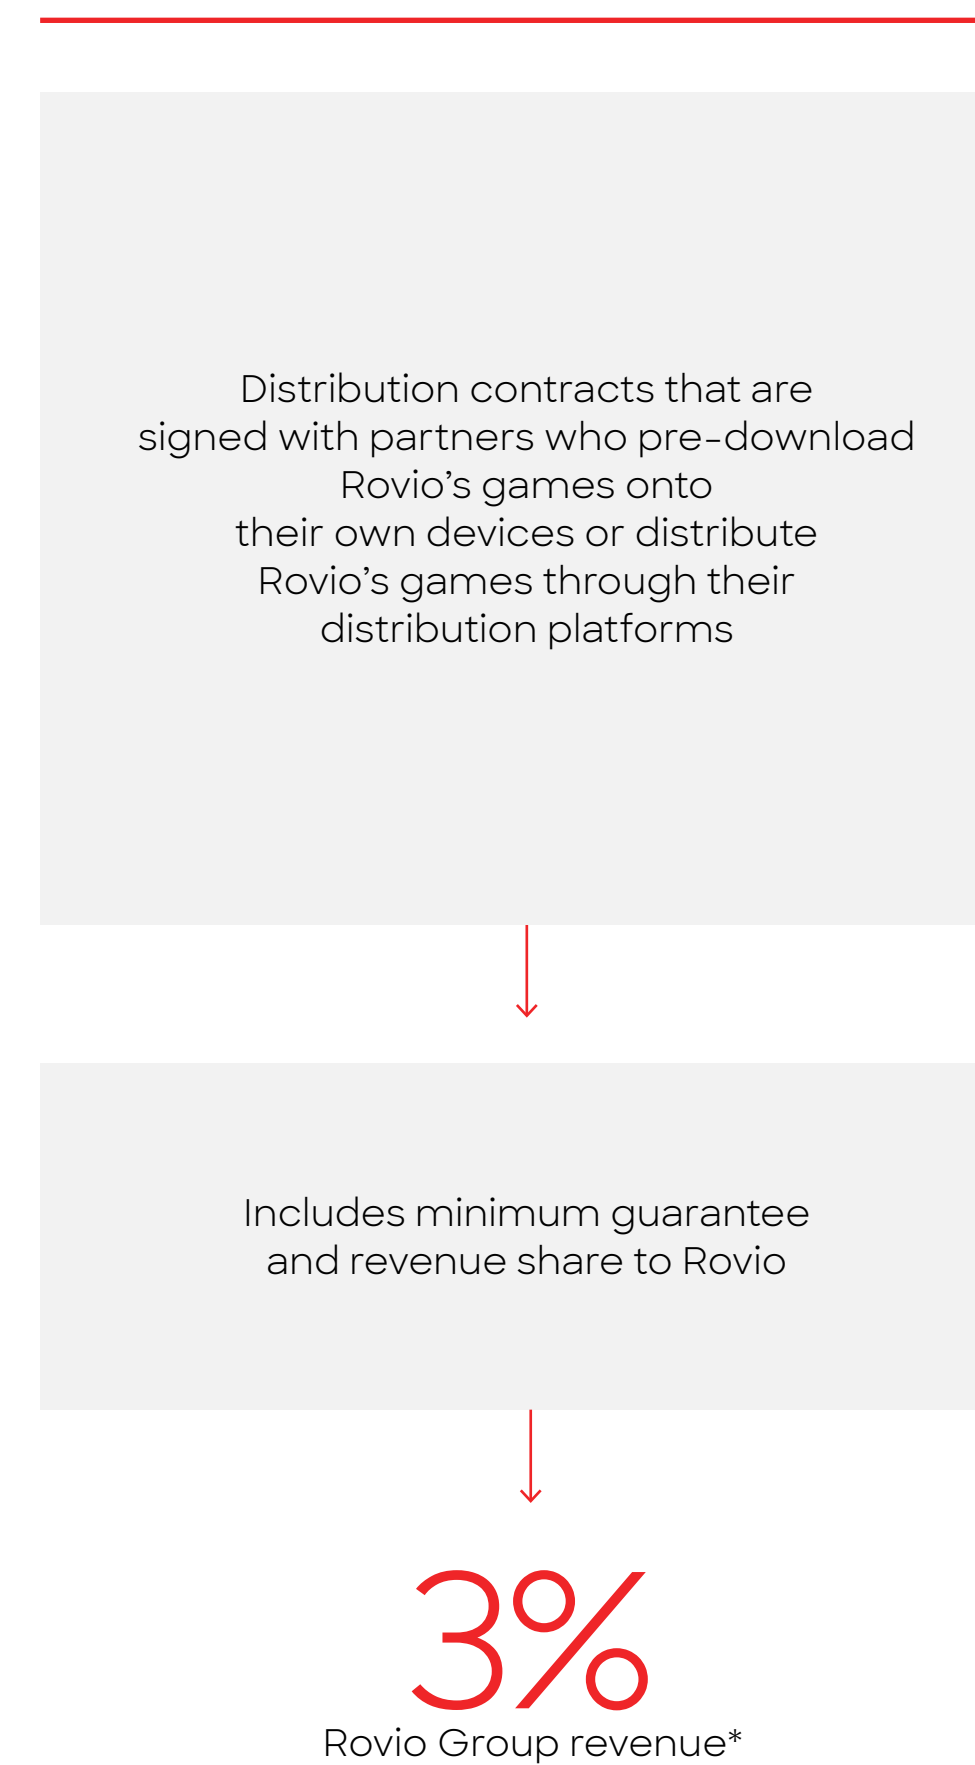 Distribution contracts that are
signed with partners who pre-download
Rovio’s games onto
their own devices or distribute
Rovio’s games through their
distribution platforms
Includes minimum guarantee
and revenue share to Rovio
3%
Rovio Group revenue*